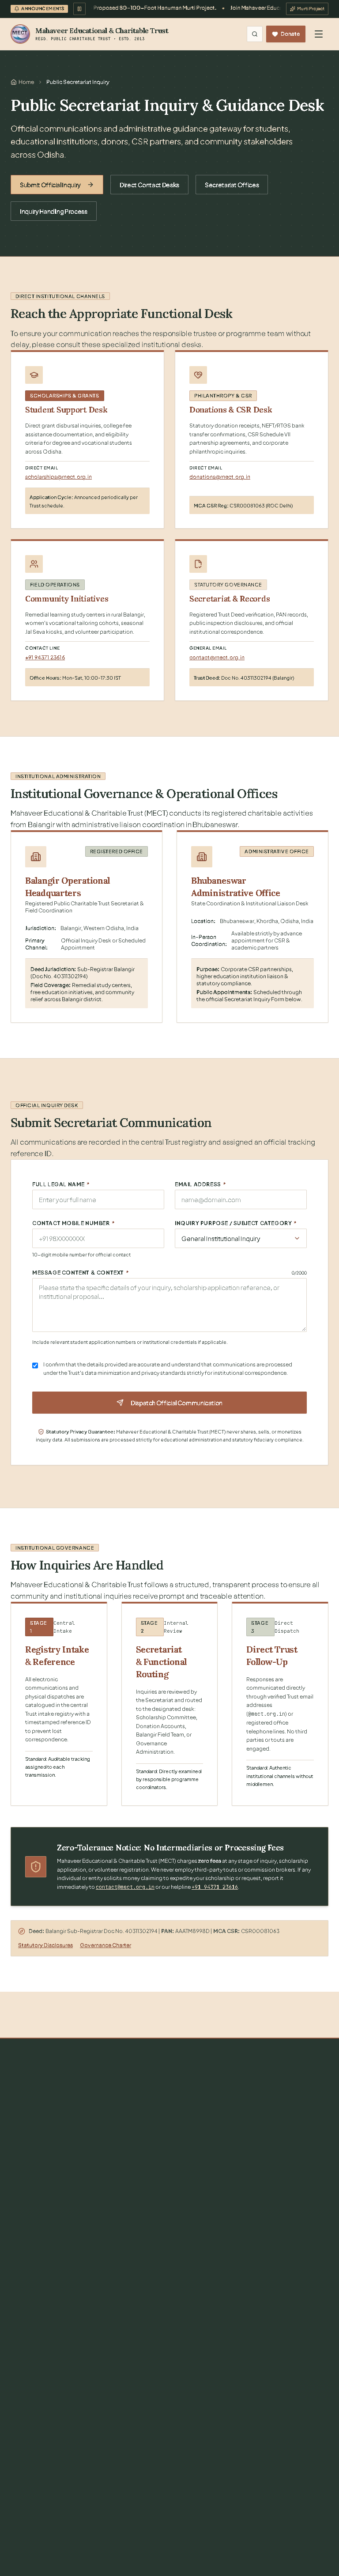 ANNOUNCEMENTS
Proposed 80-100-Foot Hanuman Murti Project. • Join Mahaveer Educ
Murti Project
Mahaveer Educational & Charitable Trust
REGD. PUBLIC CHARITABLE TRUST • ESTD. 2013
Donate
Home > Public Secretariat Inquiry
Public Secretariat Inquiry & Guidance Desk
Official communications and administrative guidance gateway for students,
educational institutions, donors, CSR partners, and community stakeholders
across Odisha.
Submit Official Inquiry
Direct Contact Desks
Secretariat Offices
Inquiry Handling Process
DIRECT INSTITUTIONAL CHANNELS
Reach the Appropriate Functional Desk
To ensure your communication reaches the responsible trustee or programme team without
delay, please consult these specialized institutional desks.
SCHOLARSHIPS & GRANTS
Student Support Desk
Direct grant disbursal inquiries, college fee
assistance documentation, and eligibility
criteria for degree and vocational students
across Odisha.
DIRECT EMAIL
scholarships@mect.org.in
Application Cycle: Announced periodically per
Trust schedule.
PHILANTHROPY & CSR
Donations & CSR Desk
Statutory donation receipts, NEFT/RTGS bank
transfer confirmations, CSR Schedule VII
partnership agreements, and corporate
philanthropic inquiries.
DIRECT EMAIL
donations@mect.org.in
MCA CSR Reg: CSR00081063 (ROC Delhi)
FIELD OPERATIONS
Community Initiatives
Remedial learning study centers in rural Balangir,
women's vocational tailoring cohorts, seasonal
Jal Seva kiosks, and volunteer participation.
CONTACT LINE
+91 94371 23616
Office Hours: Mon-Sat, 10:00-17:30 IST
STATUTORY GOVERNANCE
Secretariat & Records
Registered Trust Deed verification, PAN records,
public inspection disclosures, and official
institutional correspondence.
GENERAL EMAIL
contact@mect.org.in
Trust Deed: Doc No. 40311302194 (Balangir)
INSTITUTIONAL ADMINISTRATION
Institutional Governance & Operational Offices
Mahaveer Educational & Charitable Trust (MECT) conducts its registered charitable activities
from Balangir with administrative liaison coordination in Bhubaneswar.
REGISTERED OFFICE
Balangir Operational
Headquarters
Registered Public Charitable Trust Secretariat &
Field Coordination
Jurisdiction: Balangir, Western Odisha, India
Primary Channel: Official Inquiry Desk or Scheduled Appointment
Deed Jurisdiction: Sub-Registrar Balangir
(Doc No. 40311302194)
Field Coverage: Remedial study centers,
free education initiatives, and community
relief across Balangir district.
ADMINISTRATIVE OFFICE
Bhubaneswar
Administrative Office
State Coordination & Institutional Liaison Desk
Location: Bhubaneswar, Khordha, Odisha, India
In-Person Coordination: Available strictly by advance appointment for CSR & academic partners
Purpose: Corporate CSR partnerships,
higher education institution liaison &
statutory compliance.
Public Appointments: Scheduled through
the official Secretariat Inquiry Form below.
OFFICIAL INQUIRY DESK
Submit Secretariat Communication
All communications are recorded in the central Trust registry and assigned an official tracking
reference ID.
FULL LEGAL NAME *
Enter your full name
EMAIL ADDRESS *
name@domain.com
CONTACT MOBILE NUMBER *
+91 98XXXXXXXX
10-digit mobile number for official contact
INQUIRY PURPOSE / SUBJECT CATEGORY *
General Institutional Inquiry
MESSAGE CONTENT & CONTEXT *
0/2000
Please state the specific details of your inquiry, scholarship application reference, or
institutional proposal...
Include relevant student application numbers or institutional credentials if applicable.
I confirm that the details provided are accurate and understand that communications are processed
under the Trust's data minimization and privacy standards strictly for institutional correspondence.
Dispatch Official Communication
Statutory Privacy Guarantee: Mahaveer Educational & Charitable Trust (MECT) never shares, sells, or monetizes
inquiry data. All submissions are processed strictly for educational administration and statutory fiduciary compliance.
INSTITUTIONAL GOVERNANCE
How Inquiries Are Handled
Mahaveer Educational & Charitable Trust follows a structured, transparent process to ensure all
community and institutional inquiries receive prompt and traceable attention.
STAGE 1
Central Intake
Registry Intake
& Reference
All electronic
communications and
physical dispatches are
catalogued in the central
Trust intake registry with a
timestamped reference ID
to prevent lost
correspondence.
Standard: Auditable tracking
assigned to each
transmission.
STAGE 2
Internal Review
Secretariat
& Functional
Routing
Inquiries are reviewed by
the Secretariat and routed
to the designated desk:
Scholarship Committee,
Donation Accounts,
Balangir Field Team, or
Governance
Administration.
Standard: Directly examined
by responsible programme
coordinators.
STAGE 3
Direct Dispatch
Direct Trust
Follow-Up
Responses are
communicated directly
through verified Trust email
addresses
(@mect.org.in) or
registered office
telephone lines. No third
parties or touts are
engaged.
Standard: Authentic
institutional channels without
middlemen.
Zero-Tolerance Notice: No Intermediaries or Processing Fees
Mahaveer Educational & Charitable Trust (MECT) charges zero fees at any stage of inquiry, scholarship
application, or donation acceptance. We never employ third-party agents or commission brokers. If any
individual or entity solicits money claiming to expedite your scholarship or inquiry request, report it
immediately to contact@mect.org.in or our helpline +91 94371 23616.
Deed: Balangir Sub-Registrar Doc No. 40311302194 | PAN: AAATM8998D | MCA CSR: CSR00081063
Statutory Disclosures
Governance Charter